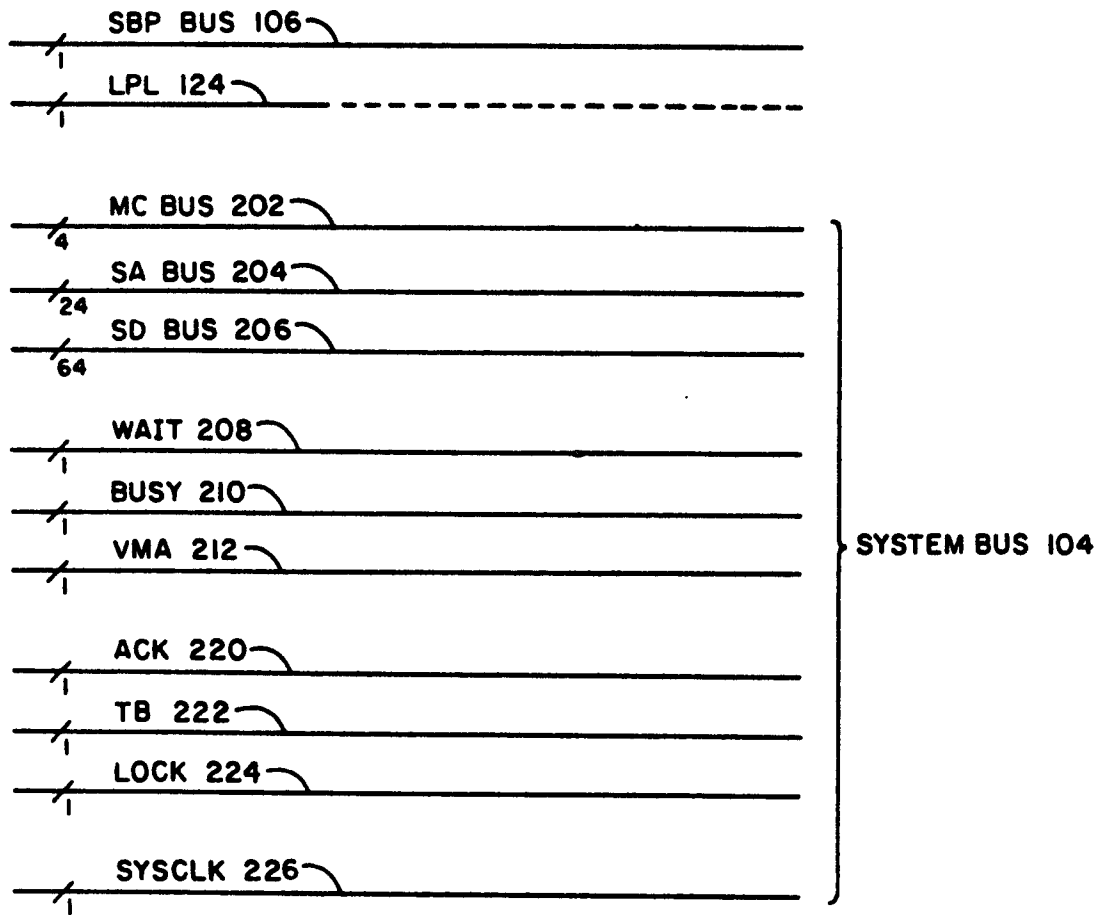 SBP BUS 106
1
LPL 124
1
MC BUS 202
4
SA BUS 204
24
SD BUS 206
64
WAIT 208
1
BUSY 210
1
VMA 212
1
SYSTEM BUS 104
ACK 220
1
TB 222
1
LOCK 224
1
SYSCLK 226
1